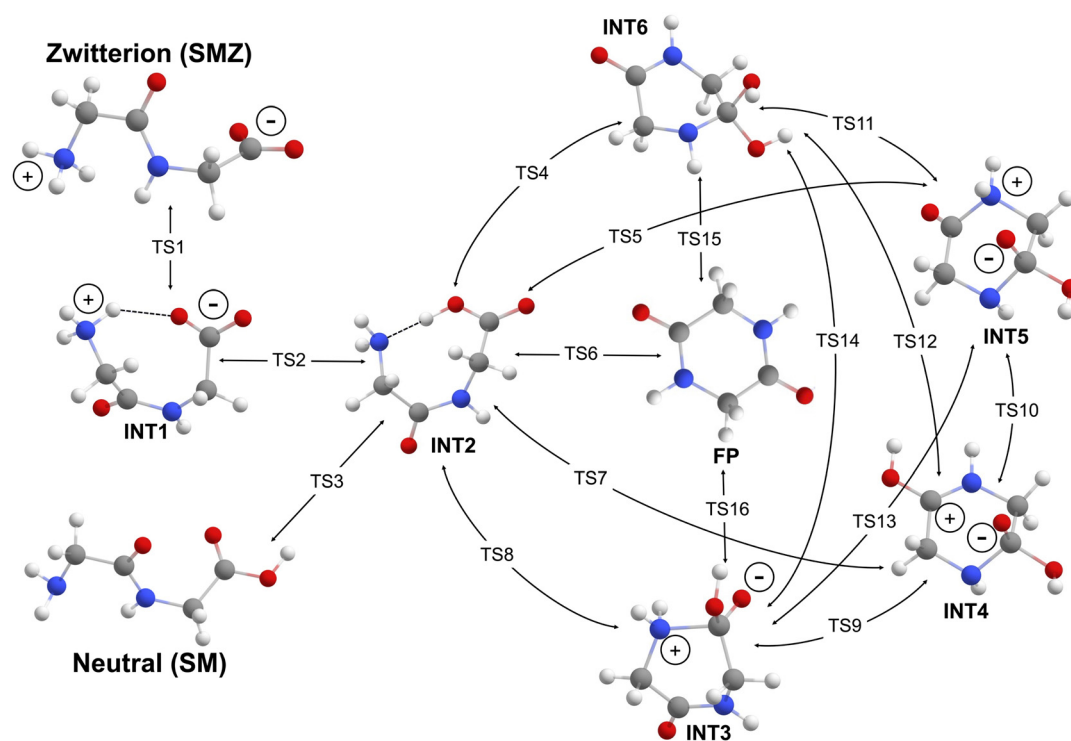 INT6
Zwitterion (SMZ)
-
+
TS11
TS4
+
TS5
TS15
-
TS1
+
-
INT5
TS14
TS12
TS2
TS6
TS10
INT1
INT2
FP
TS3
TS7
TS16
TS13
+
-
TS8
-
INT4
TS9
+
Neutral (SM)
INT3